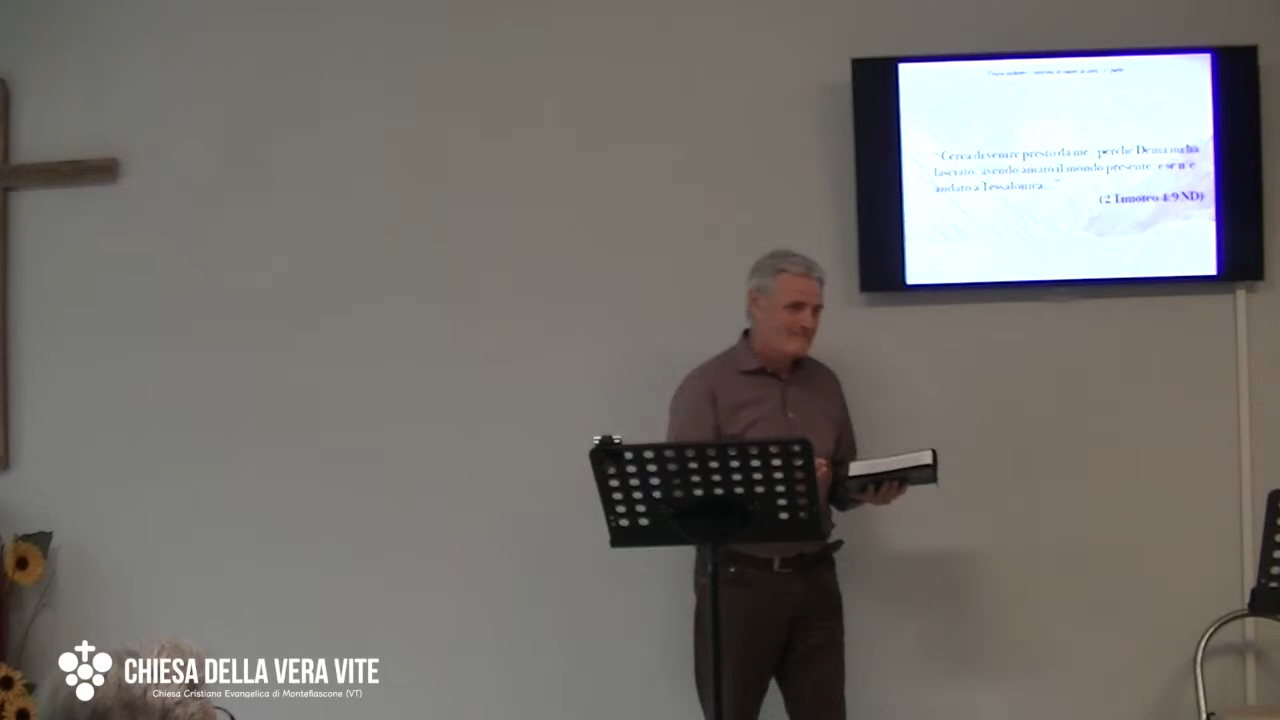 "Cerca di venire presto da me, perché Dema mi ha
lasciato, avendo amato il mondo presente, e se n'è
andato a Tessalonica..."
(2 Timoteo 4:9 ND)
CHIESA DELLA VERA VITE
Chiesa Cristiana Evangelica di Montefiascone (VT)